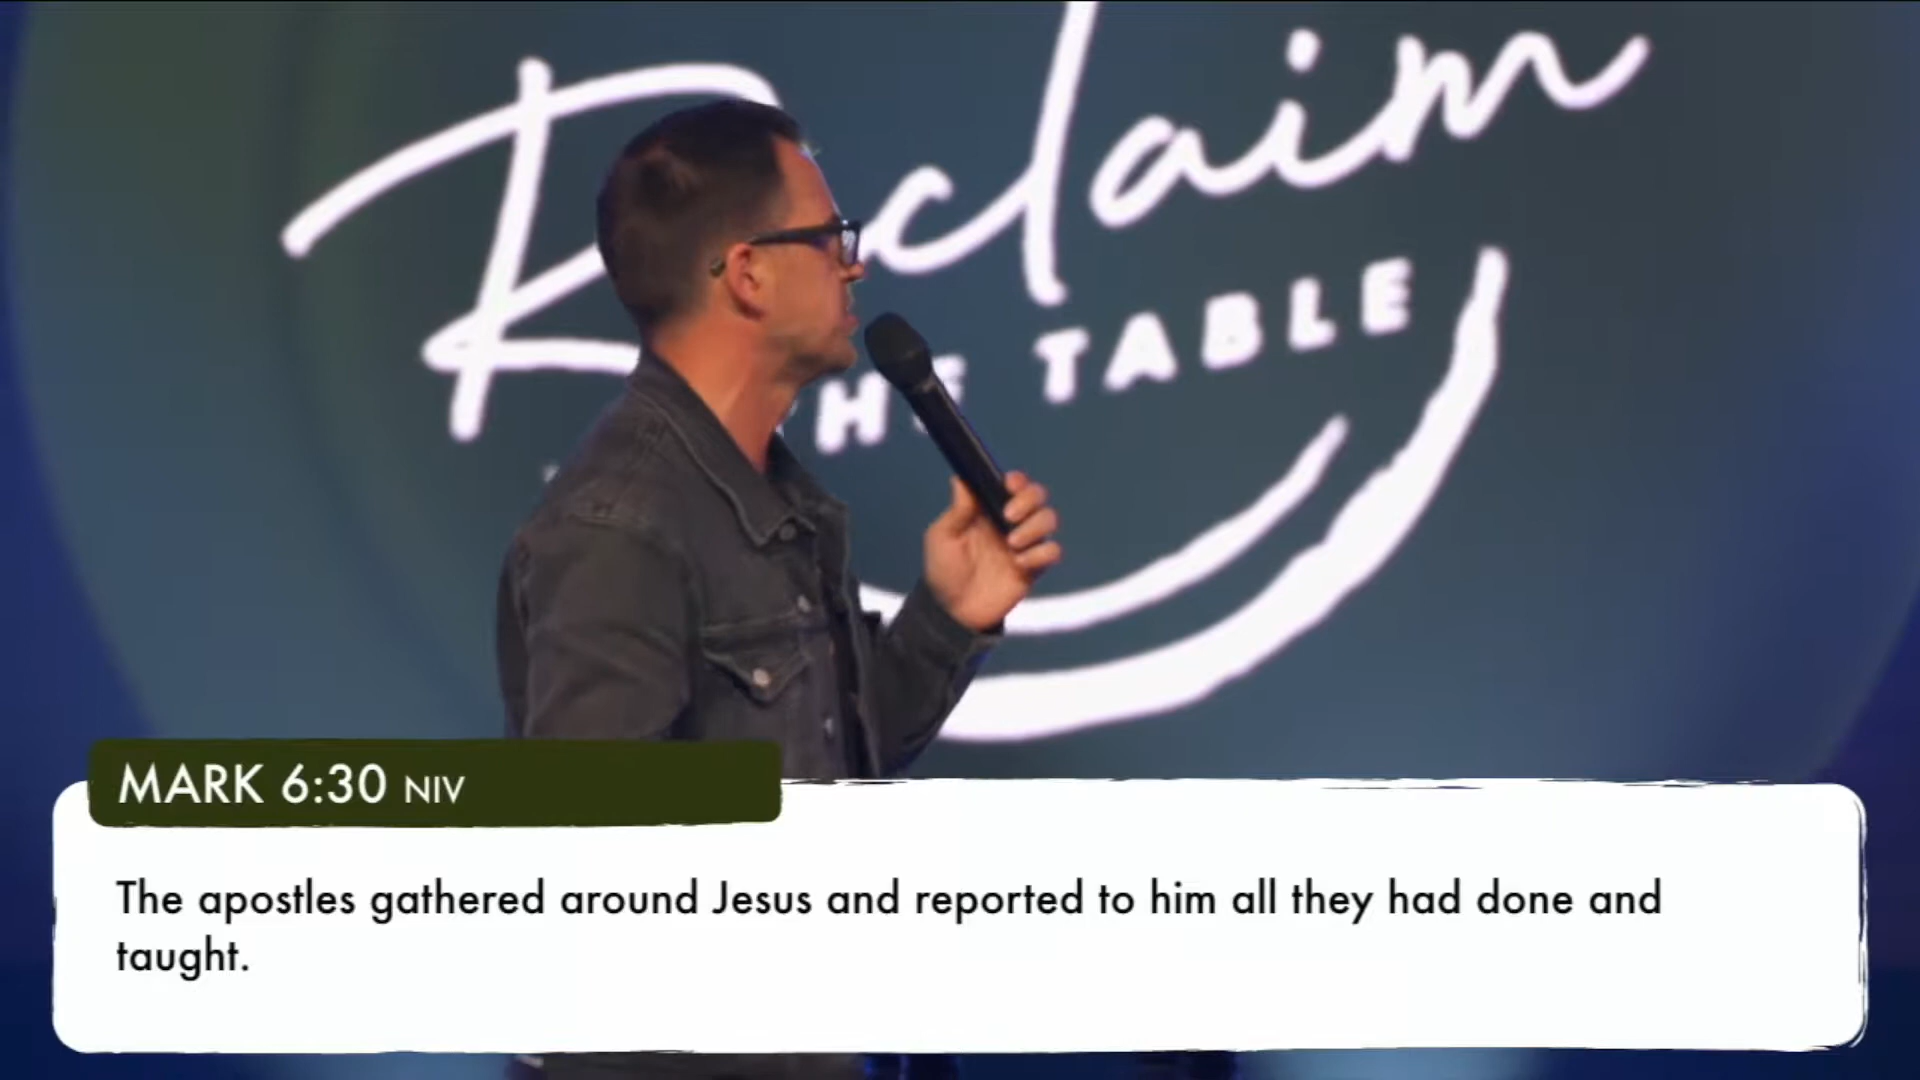 Reclaim
THE TABLE
MARK 6:30 NIV
The apostles gathered around Jesus and reported to him all they had done and
taught.